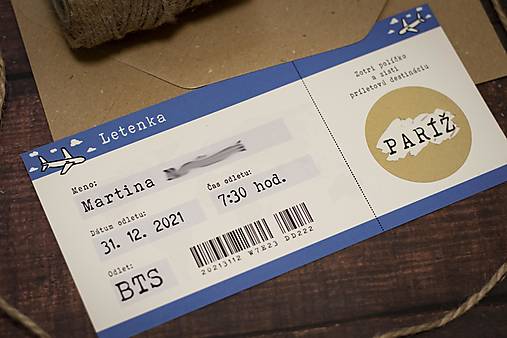 Letenka
Meno:
Martina
Dátum odletu:
31. 12. 2021
Čas odletu:
7:30 hod.
Odlet:
BTS
20213112 W7E23 DD222
Zotri políčko
a zisti
príletovú destináciu
PARÍŽ